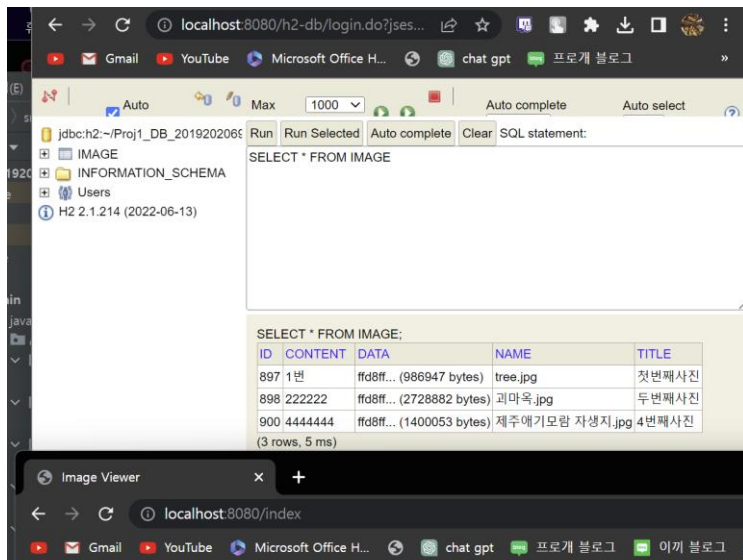 localhost:8080/h2-db/login.do?jses...
Gmail YouTube Microsoft Office H... chat gpt 프로개 블로그 »
Auto Max 1000 Auto complete Auto select
jdbc:h2:~/Proj1_DB_2019202069 Run Run Selected Auto complete Clear SQL statement:
IMAGE SELECT * FROM IMAGE
INFORMATION_SCHEMA
Users
H2 2.1.214 (2022-06-13)
java
SELECT * FROM IMAGE;
ID CONTENT DATA NAME TITLE
897 1번 ffd8ff... (986947 bytes) tree.jpg 첫번째사진
898 222222 ffd8ff... (2728882 bytes) 괴마옥.jpg 두번째사진
900 4444444 ffd8ff... (1400053 bytes) 제주애기모람 자생지.jpg 4번째사진
(3 rows, 5 ms)
Image Viewer
localhost:8080/index
Gmail YouTube Microsoft Office H... chat gpt 프로개 블로그 이끼 블로그